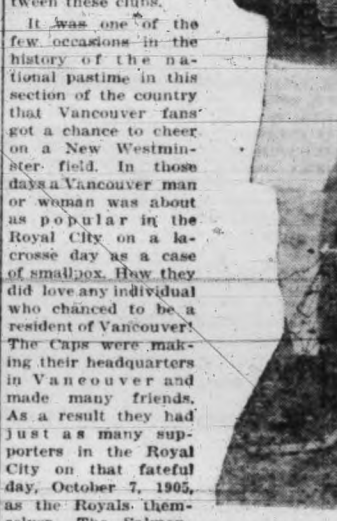 tween these clubs.
It was one of the
few occasions in the
history of the na-
tional pastime in this
section of the country
that Vancouver fans
got a chance to cheer
on a New Westmin-
ster field. In those
days a Vancouver man
or woman was about
as popular in the
Royal City on a la-
crosse day as a case
of smallpox. How they
did love any individual
who chanced to be a
resident of Vancouver!
The Caps were mak-
ing their headquarters
in Vancouver and
made many friends.
As a result they had
just as many sup-
porters in the Royal
City on that fateful
day, October 7, 1905,
as the Royals them-
The